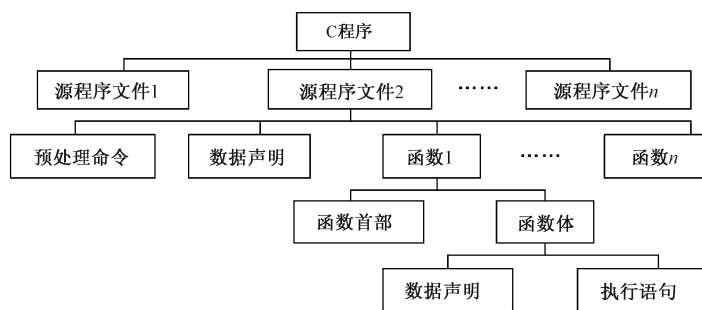 C程序
源程序文件1 源程序文件2 …… 源程序文件n
预处理命令 数据声明 函数1 …… 函数n
函数首部 函数体
数据声明 执行语句